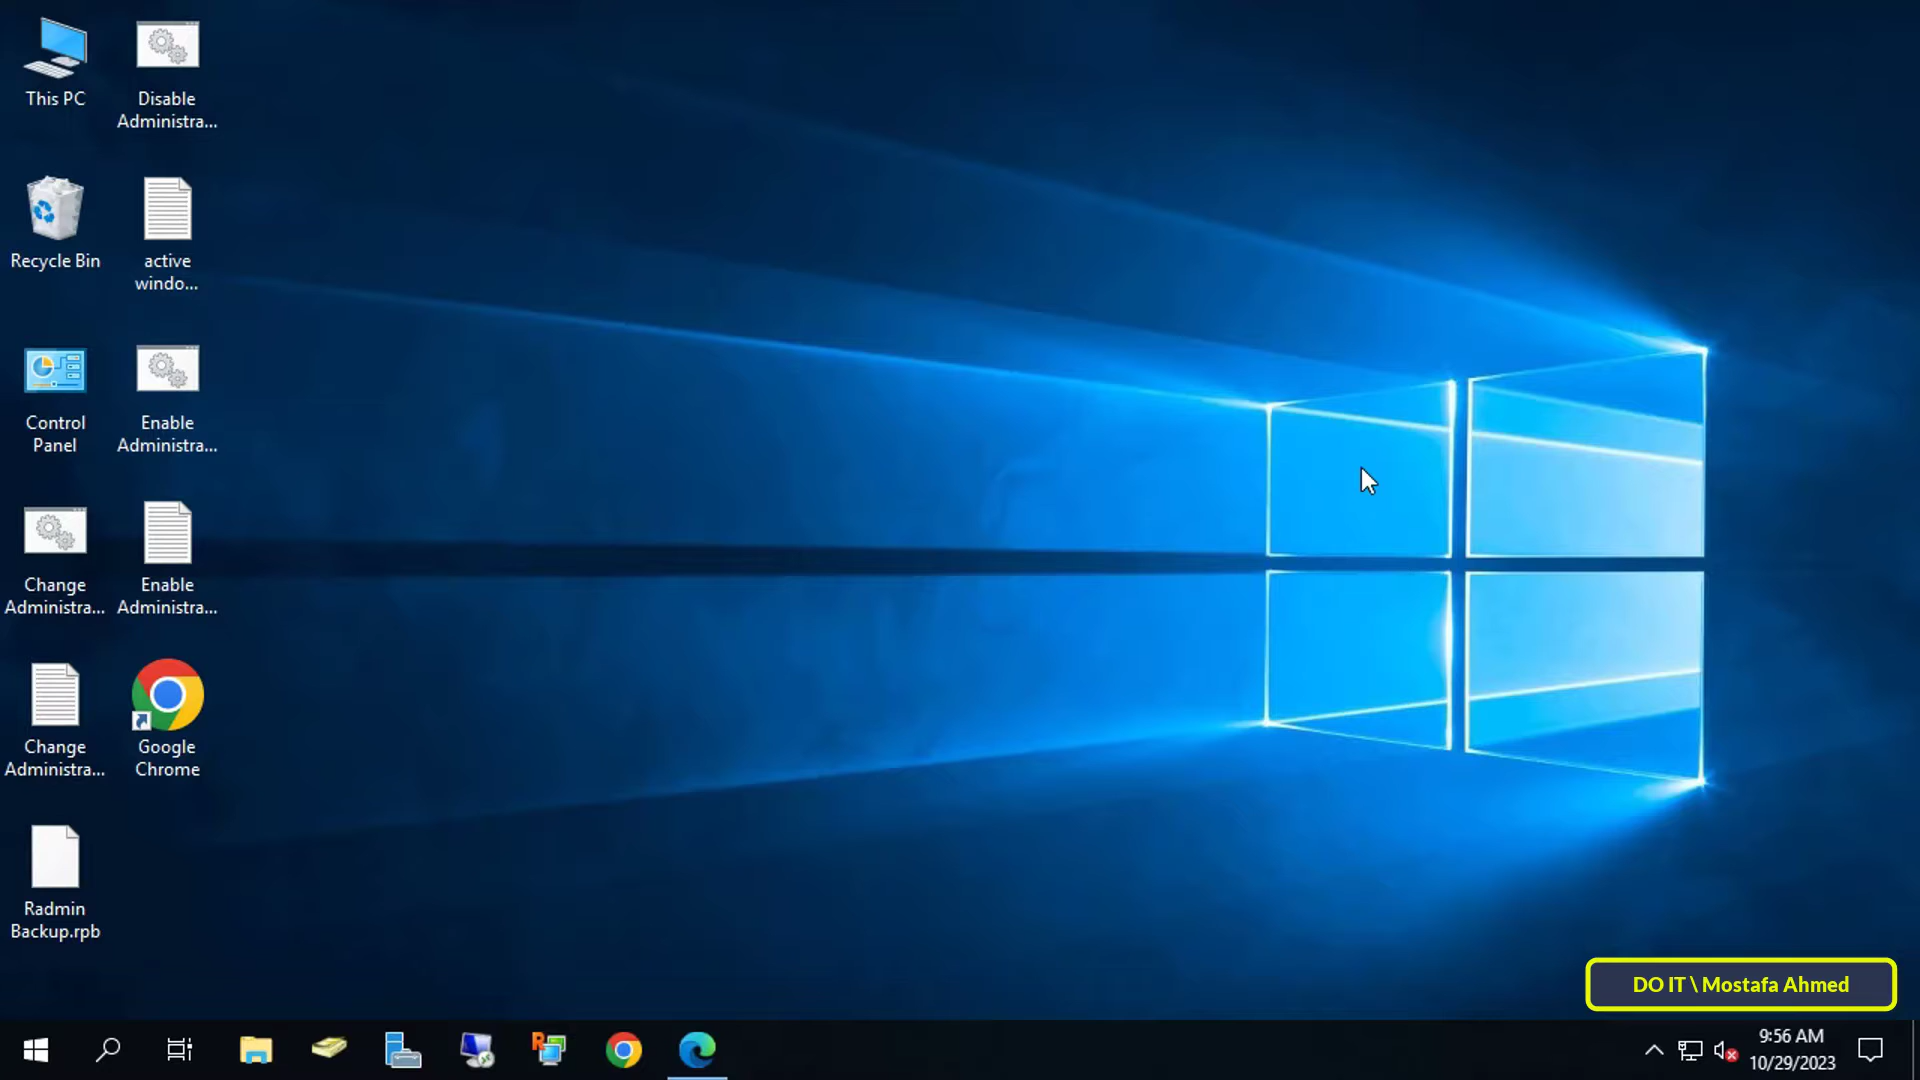 This PC
Disable
Administra...
Recycle Bin
active
windo...
Control
Panel
Enable
Administra...
Change
Administra...
Enable
Administra...
Change
Administra...
Google
Chrome
Radmin
Backup.rpb
DO IT \ Mostafa Ahmed
R
9:56 AM
10/29/2023